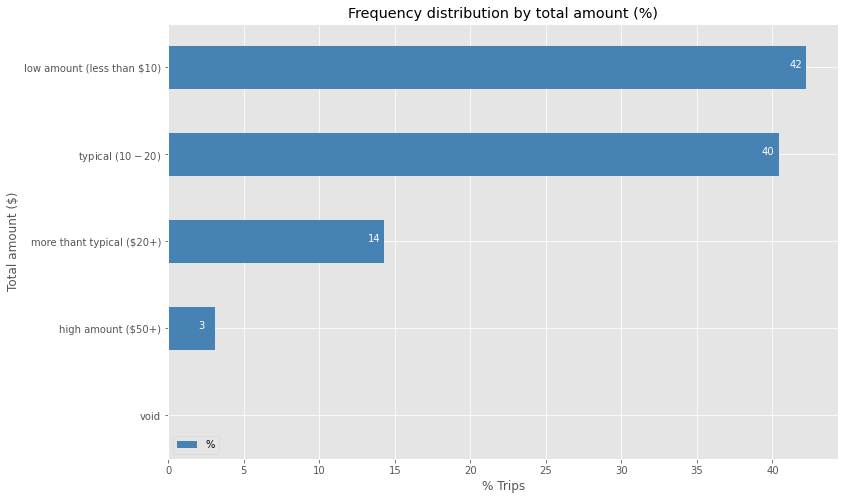 Frequency distribution by total amount (%)
Total amount ($)
low amount (less than $10)
42
typical (10 − 20)
40
more thant typical ($20+)
14
high amount ($50+)
3
void
%
0 5 10 15 20 25 30 35 40
% Trips